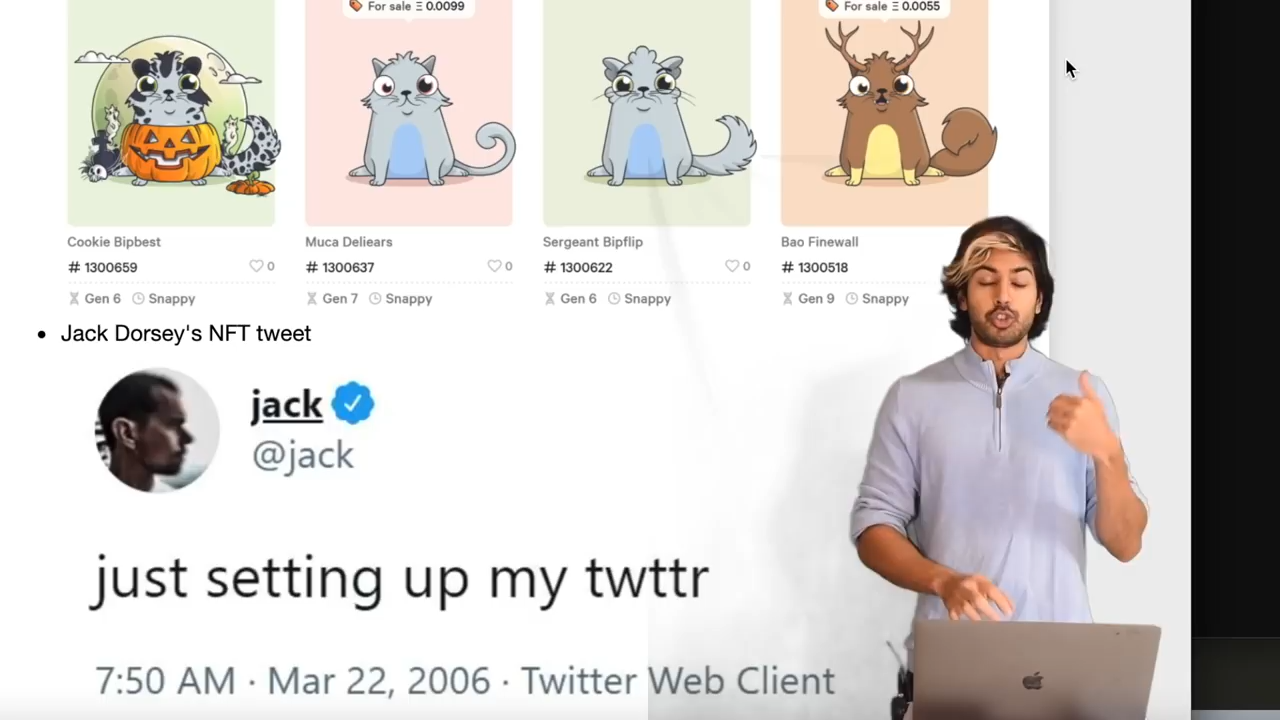 For sale Ξ 0.0099
For sale Ξ 0.0055
Cookie Bipbest
Muca Deliears
Sergeant Bipflip
Bao Finewall
# 1300659
0
# 1300637
0
# 1300622
0
# 1300518
Gen 6 Snappy
Gen 7 Snappy
Gen 6 Snappy
Gen 9 Snappy
• Jack Dorsey's NFT tweet
jack
@jack
just setting up my twttr
7:50 AM · Mar 22, 2006 · Twitter Web Client